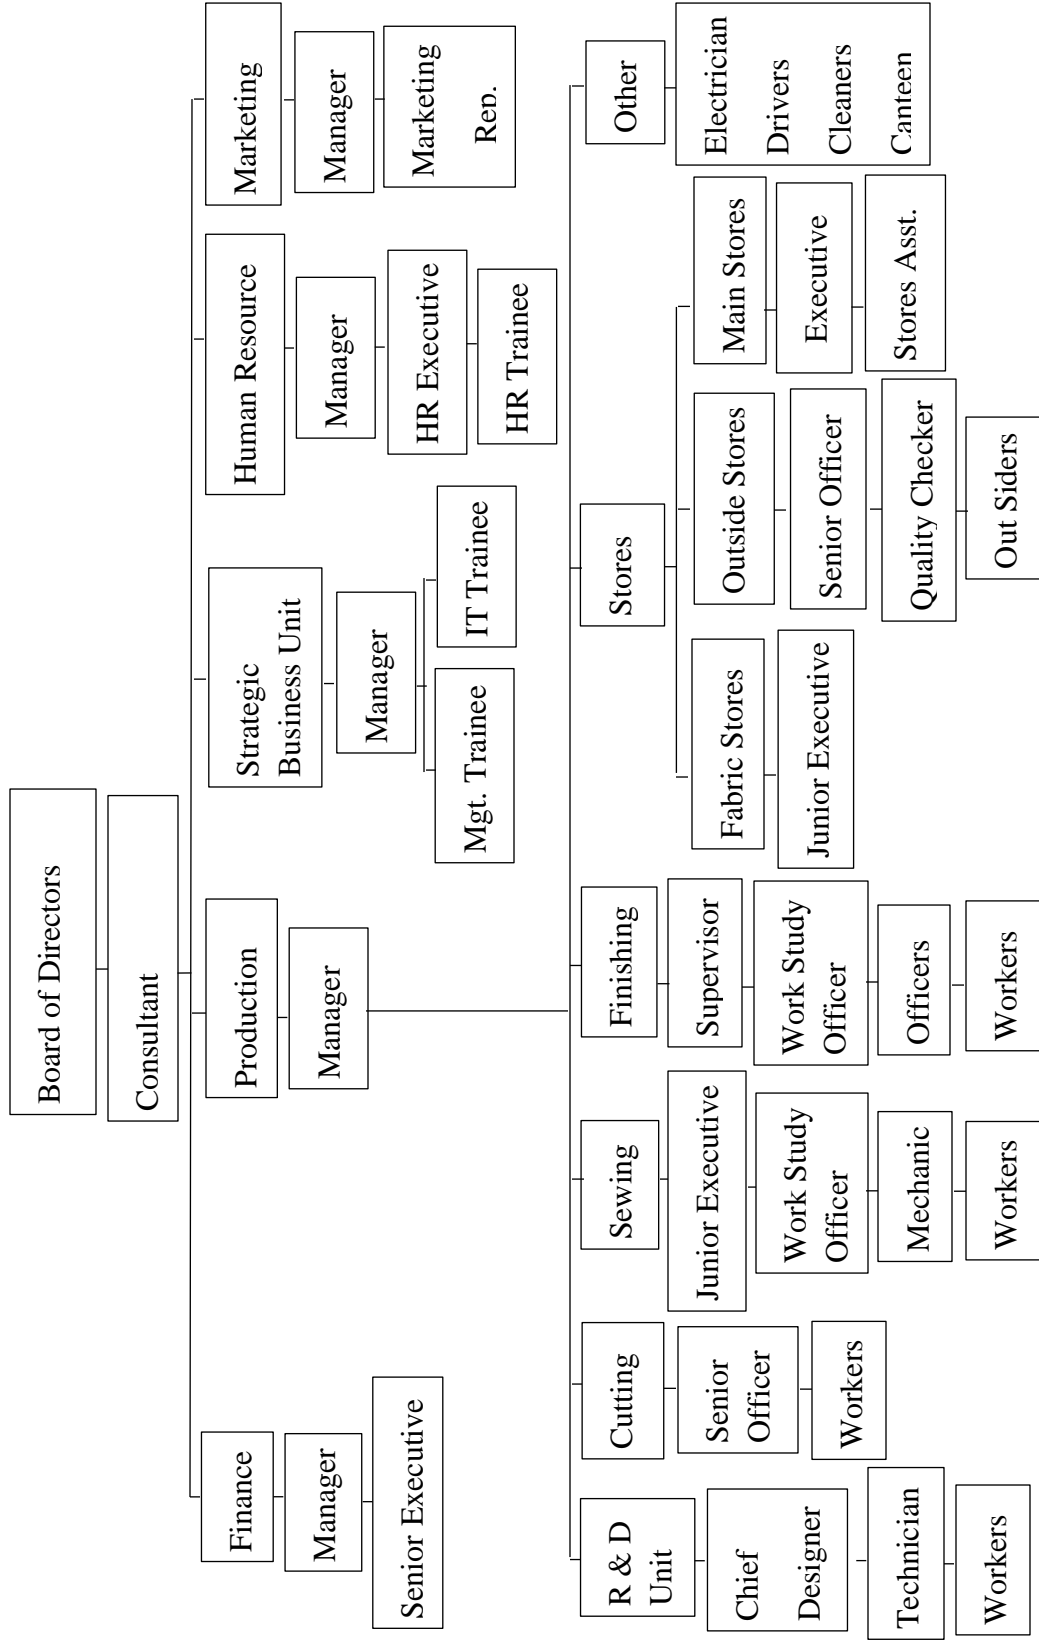 Board of Directors
Consultant
Finance
Manager
Senior Executive
Production
Manager
Strategic
Business Unit
Manager
Mgt. Trainee
IT Trainee
Human Resource
Manager
HR Executive
HR Trainee
Marketing
Manager
Marketing
Rep.
R & D
Unit
Chief
Designer
Technician
Workers
Cutting
Senior
Officer
Workers
Sewing
Junior Executive
Work Study
Officer
Mechanic
Workers
Finishing
Supervisor
Work Study
Officer
Officers
Workers
Stores
Fabric Stores
Junior Executive
Outside Stores
Senior Officer
Quality Checker
Out Siders
Main Stores
Executive
Stores Asst.
Other
Electrician
Drivers
Cleaners
Canteen